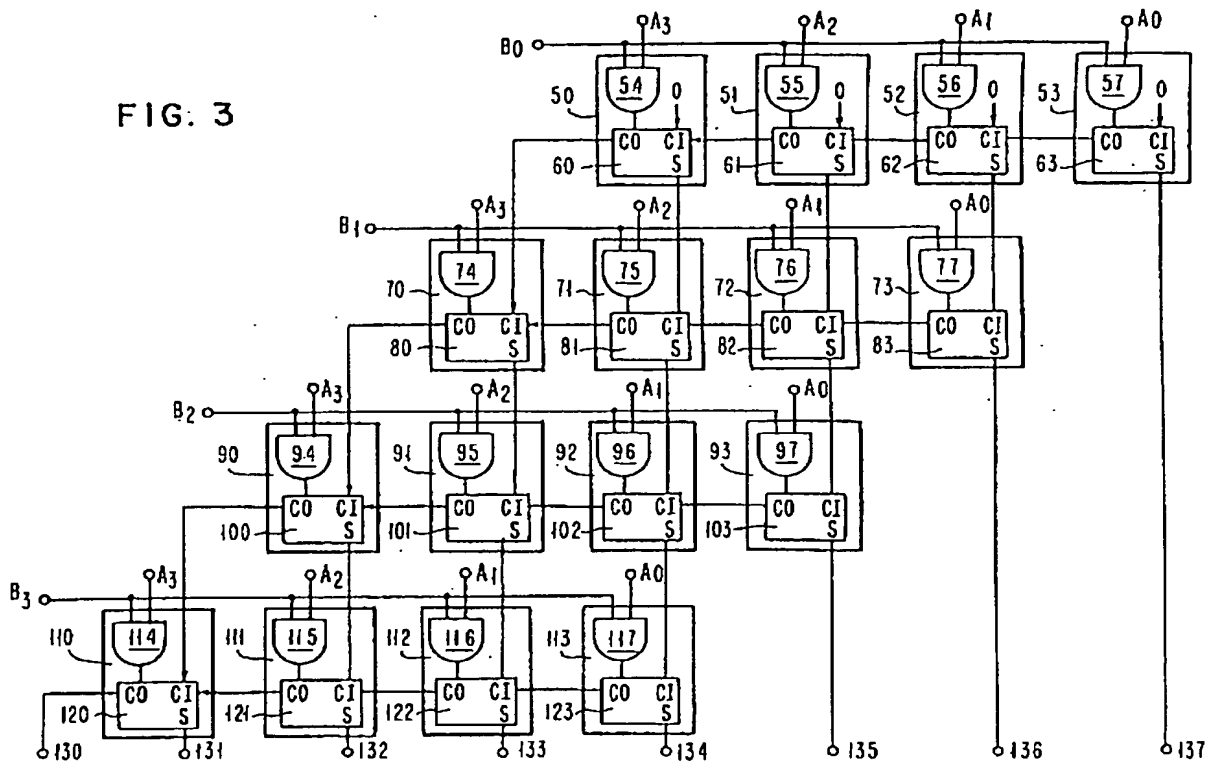 A3 A2 A1 A0
B0
FIG. 3
54 55 56 57
50 0 51 0 52 0 53 0
CO CI CO CI CO CI CO CI
60 S 61 S 62 S 63 S
A3 A2 A1 A0
B1
74 75 76 77
70 71 72 73
CO CI CO CI CO CI CO CI
80 S 81 S 82 S 83 S
A3 A2 A1 A0
B2
94 95 96 97
90 91 92 93
CO CI CO CI CO CI CO CI
100 S 101 S 102 S 103 S
A3 A2 A1 A0
B3
114 115 116 117
110 111 112 113
CO CI CO CI CO CI CO CI
120 S 121 S 122 S 123 S
130 131 132 133 134 135 136 137